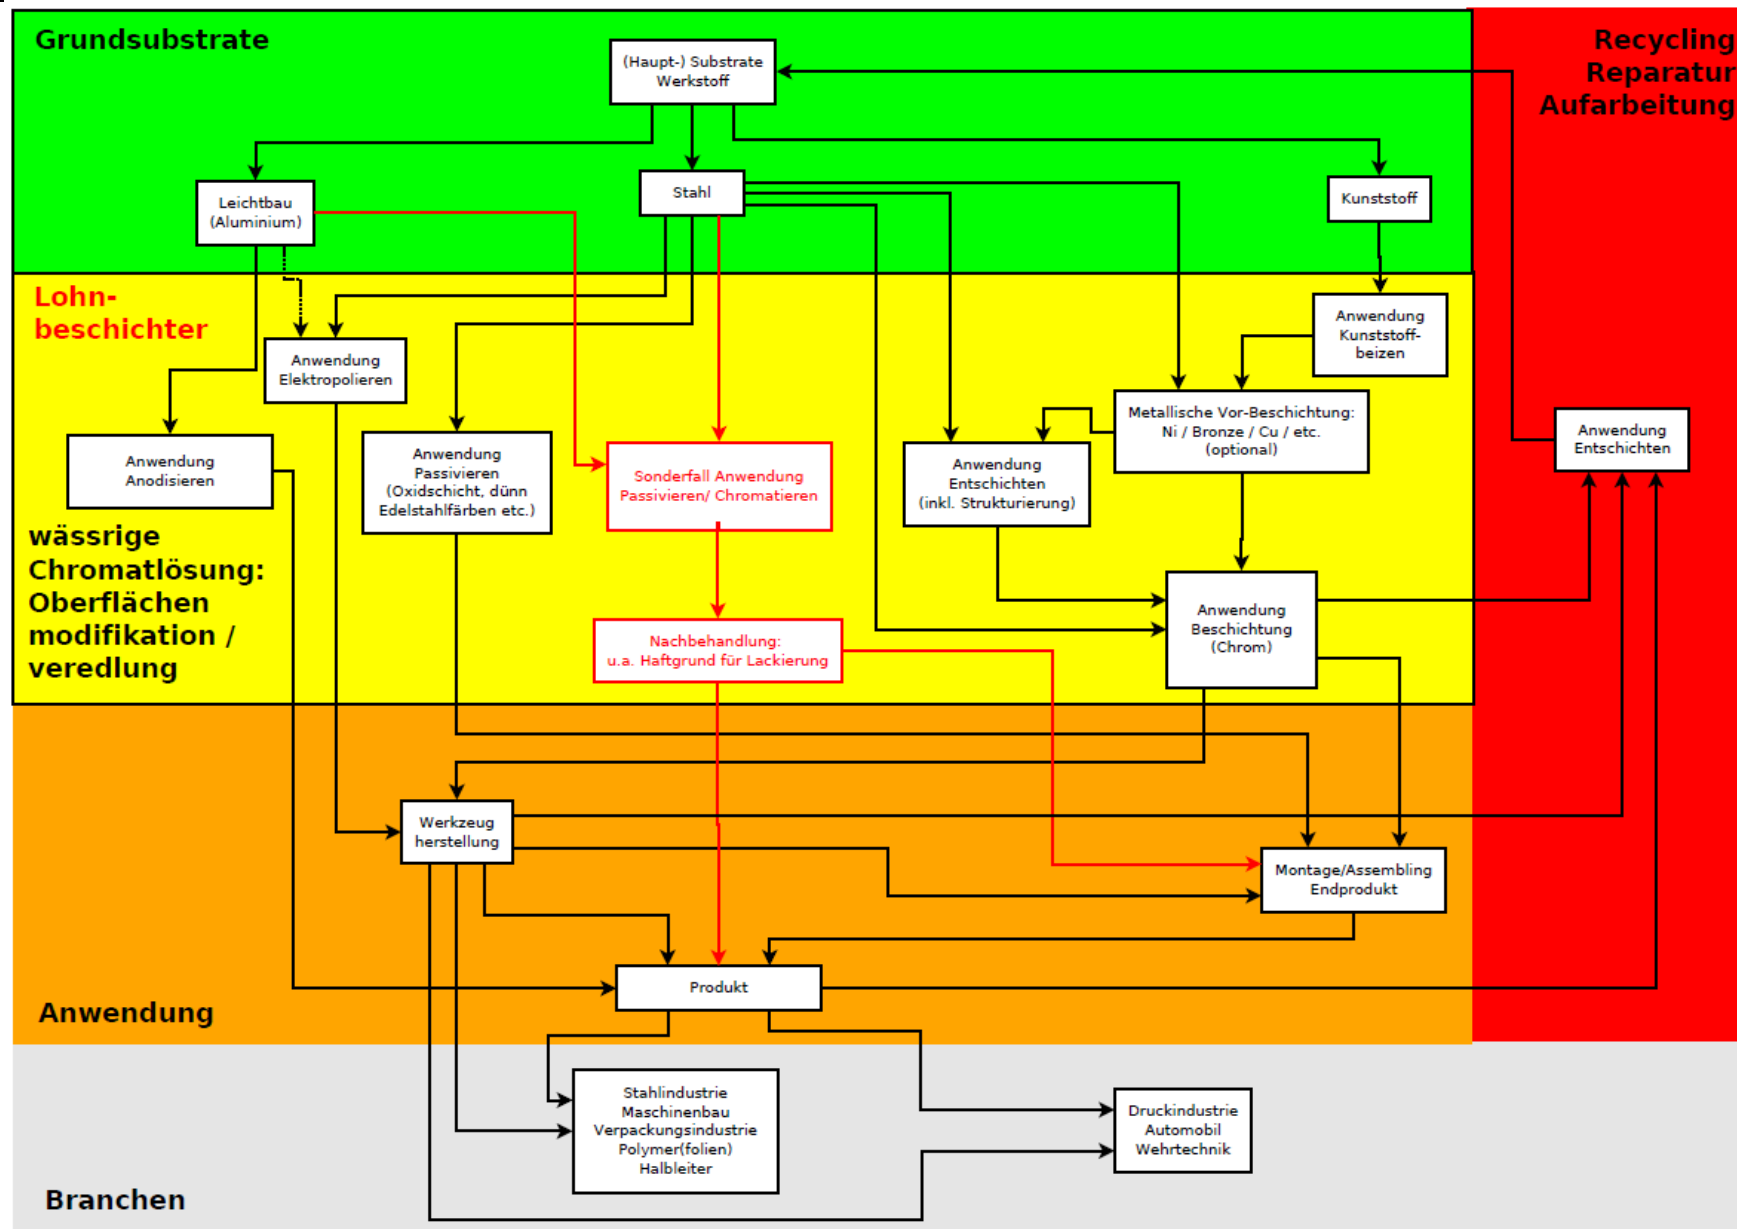 Grundsubstrate
Recycling
Reparatur
Aufarbeitung
(Haupt-) Substrate
Werkstoff
Leichtbau
(Aluminium)
Stahl
Kunststoff
Lohn-
beschichter
Anwendung
Kunststoff-
beizen
Anwendung
Elektropolieren
Metallische Vor-Beschichtung:
Ni / Bronze / Cu / etc.
(optional)
Anwendung
Entschichten
Anwendung
Anodisieren
Anwendung
Passivieren
(Oxidschicht, dünn
Edelstahlfärben etc.)
Sonderfall Anwendung
Passivieren/ Chromatieren
Anwendung
Entschichten
(inkl. Strukturierung)
wässrige
Chromatlösung:
Oberflächen
modifikation /
veredlung
Anwendung
Beschichtung
(Chrom)
Nachbehandlung:
u.a. Haftgrund für Lackierung
Werkzeug
herstellung
Montage/Assembling
Endprodukt
Produkt
Anwendung
Stahlindustrie
Maschinenbau
Verpackungsindustrie
Polymer(folien)
Halbleiter
Druckindustrie
Automobil
Wehrtechnik
Branchen